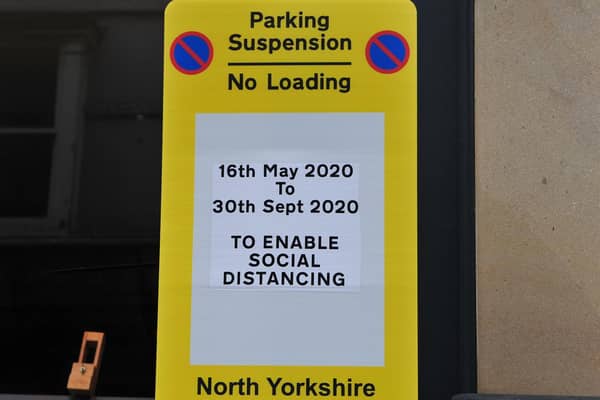 Parking
Suspension
No Loading
16th May 2020
To
30th Sept 2020
TO ENABLE
SOCIAL
DISTANCING
North Yorkshire